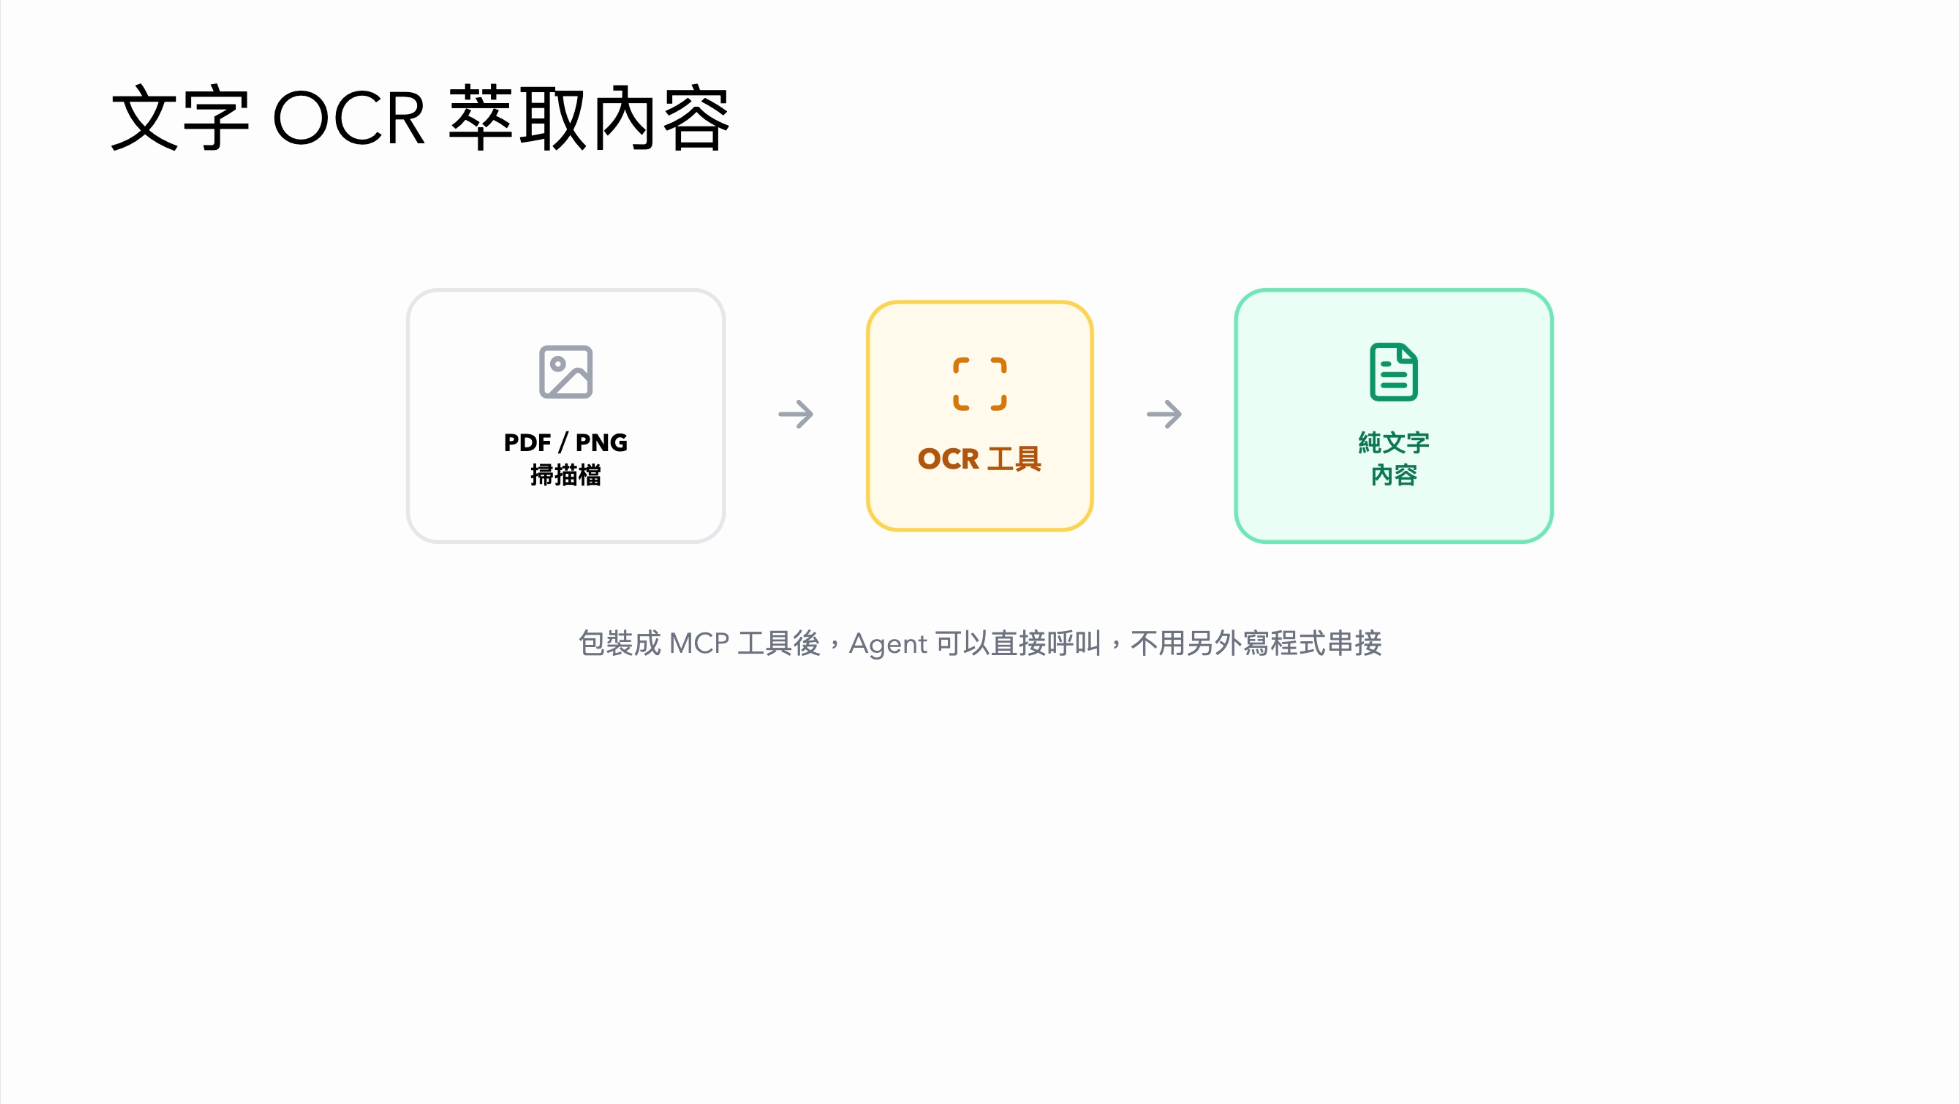 文字 OCR 萃取內容
PDF / PNG
掃描檔
OCR 工具
純文字
內容
包裝成 MCP 工具後，Agent 可以直接呼叫，不用另外寫程式串接